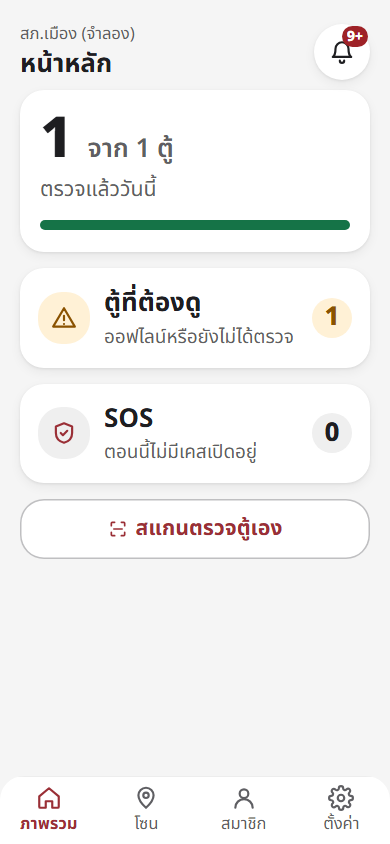 สภ.เมือง (จำลอง)
หน้าหลัก
9+
1 จาก 1 ตู้
ตรวจแล้ววันนี้
ตู้ที่ต้องดู
ออฟไลน์หรือยังไม่ได้ตรวจ
1
SOS
ตอนนี้ไม่มีเคสเปิดอยู่
0
สแกนตรวจตู้เอง
ภาพรวม
โซน
สมาชิก
ตั้งค่า